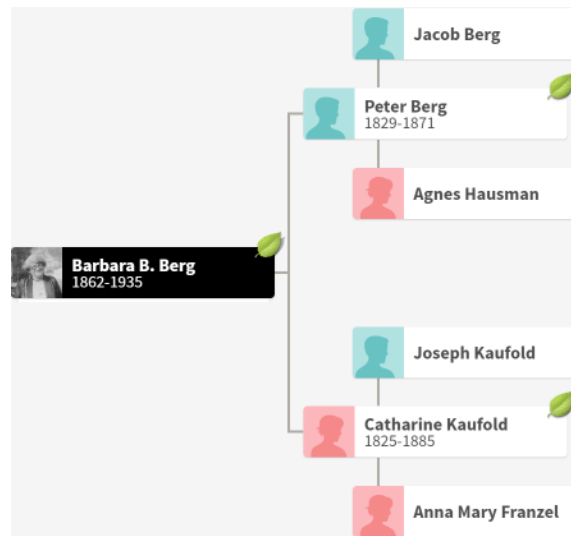 Jacob Berg
Peter Berg
1829-1871
Agnes Hausman
Barbara B. Berg
1862-1935
Joseph Kaufold
Catharine Kaufold
1825-1885
Anna Mary Franzel